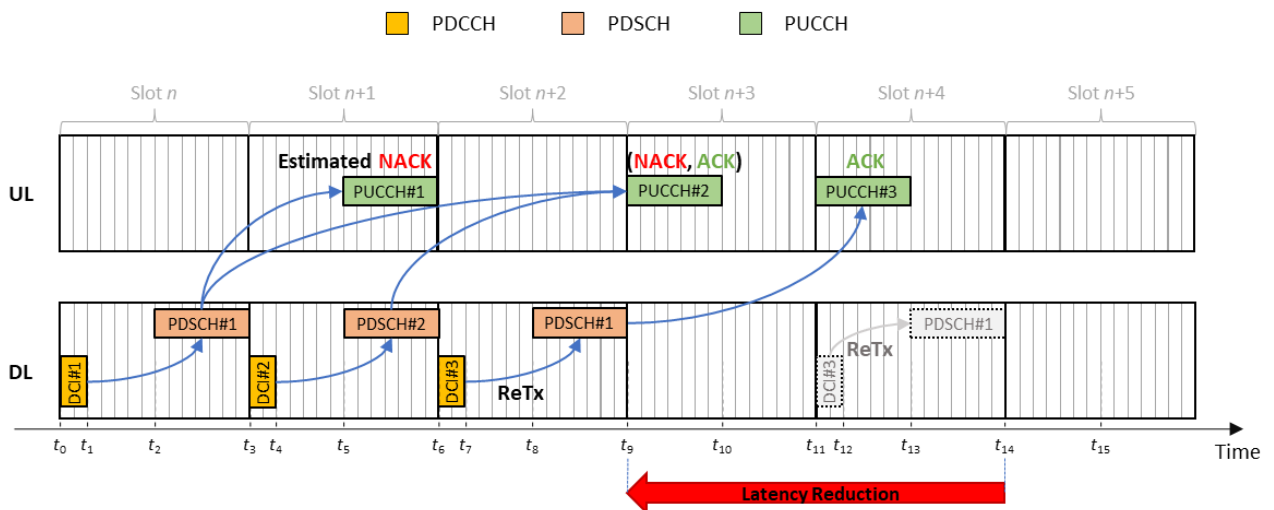 PDCCH PDSCH PUCCH
Slot n Slot n+1 Slot n+2 Slot n+3 Slot n+4 Slot n+5
Estimated NACK (NACK, ACK) ACK
UL PUCCH#1 PUCCH#2 PUCCH#3
PDSCH#1 PDSCH#2 PDSCH#1 PDSCH#1
ReTx
DL DCI#1 DCI#2 DCI#3 DCI#3
ReTx
t0 t1 t2 t3 t4 t5 t6 t7 t8 t9 t10 t11 t12 t13 t14 t15 Time
Latency Reduction